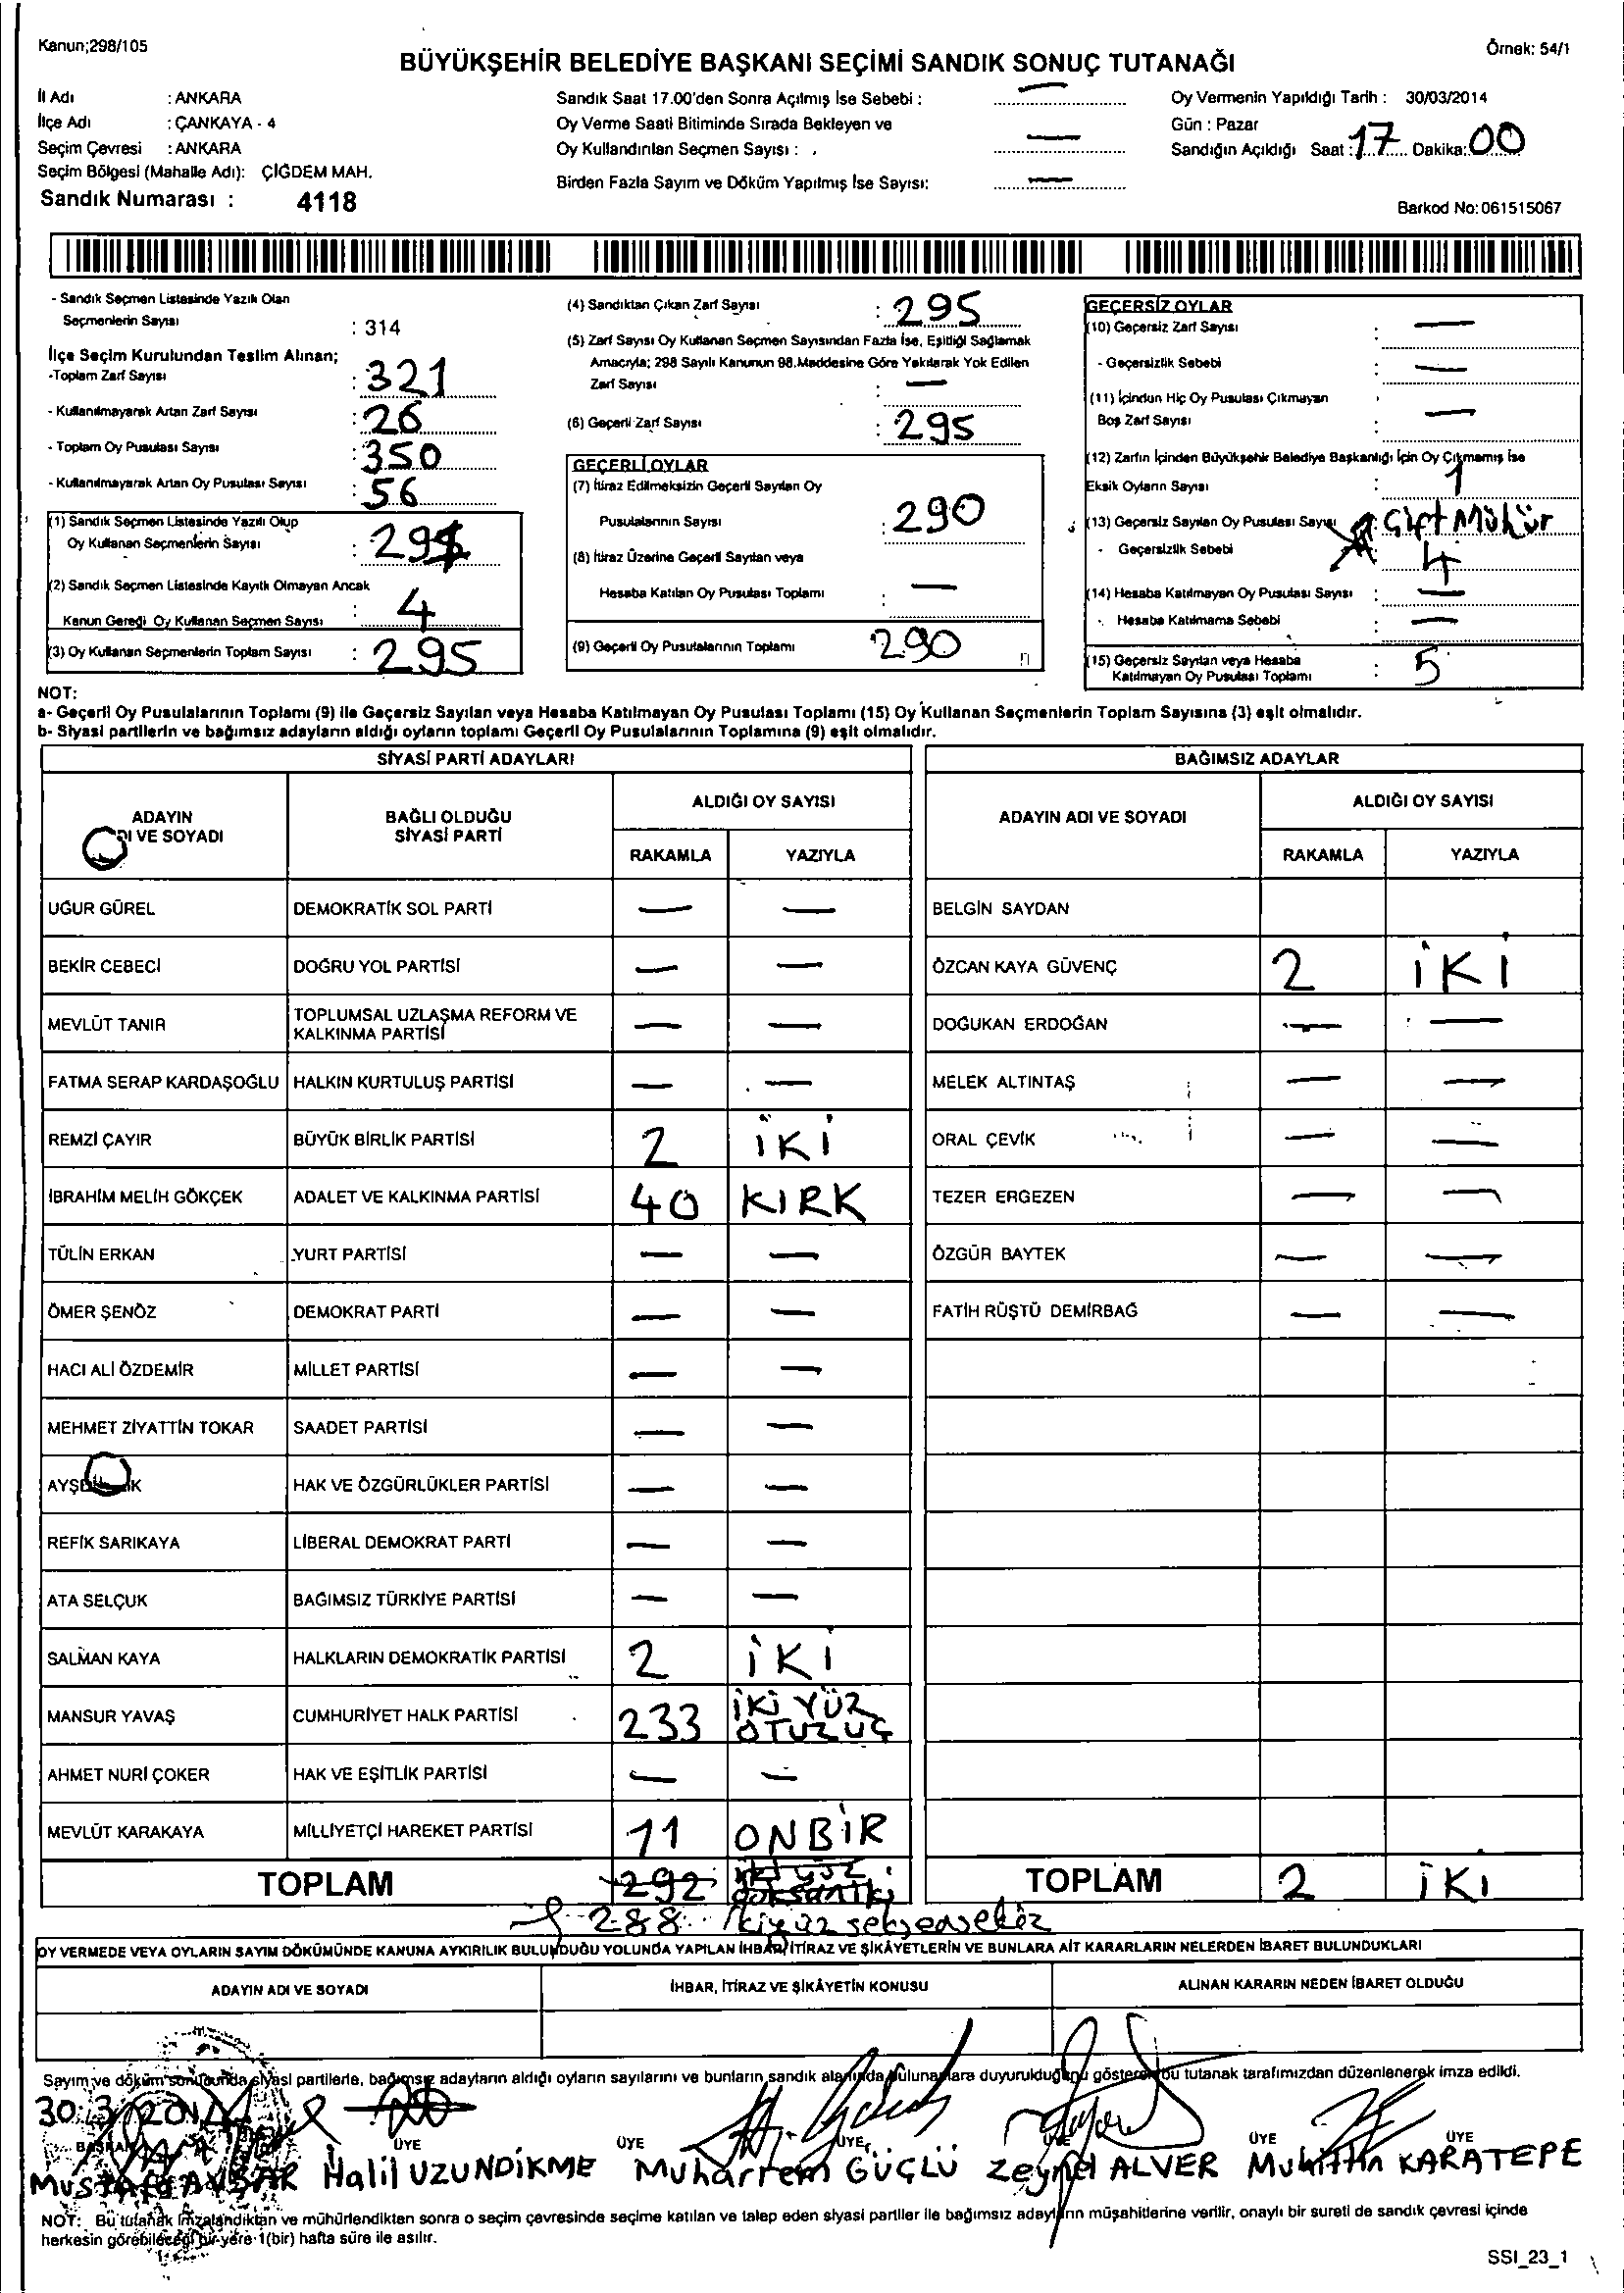 Kanun;298/105
Örnek: 54/1
BÜYÜKŞEHİR BELEDİYE BAŞKANI SEÇİMİ SANDIK SONUÇ TUTANAĞI
İl Adı : ANKARA
İlçe Adı : ÇANKAYA - 4
Seçim Çevresi : ANKARA
Seçim Bölgesi (Mahalle Adı): ÇİĞDEM MAH.
Sandık Numarası : 4118
Sandık Saat 17.00'den Sonra Açılmış İse Sebebi : —
Oy Verme Saati Bitiminde Sırada Bekleyen ve
Oy Kullandırılan Seçmen Sayısı : —
Birden Fazla Sayım ve Döküm Yapılmış İse Sayısı: —
Oy Vermenin Yapıldığı Tarih : 30/03/2014
Gün : Pazar
Sandığın Açıldığı Saat : 17 Dakika: 00
Barkod No:061515067
- Sandık Seçmen Listesinde Yazılı Olan
Seçmenlerin Sayısı : 314
İlçe Seçim Kurulundan Teslim Alınan;
-Toplam Zarf Sayısı : 321
- Kullanılmayarak Artan Zarf Sayısı : 26
- Toplam Oy Pusulası Sayısı : 350
- Kullanılmayarak Artan Oy Pusulası Sayısı : 56
(1) Sandık Seçmen Listesinde Yazılı Olup
Oy Kullanan Seçmenlerin Sayısı : 29
(2) Sandık Seçmen Listesinde Kayıtlı Olmayan Ancak
Kanun Gereği Oy Kullanan Seçmen Sayısı : 4
(3) Oy Kullanan Seçmenlerin Toplam Sayısı : 295
(4) Sandıktan Çıkan Zarf Sayısı : 295
(5) Zarf Sayısı Oy Kullanan Seçmen Sayısından Fazla İse, Eşitliği Sağlamak
Amacıyla; 298 Sayılı Kanunun 98.Maddesine Göre Yakılarak Yok Edilen
Zarf Sayısı : —
(6) Geçerli Zarf Sayısı : 295
GEÇERLİ OYLAR
(7) İtiraz Edilmeksizin Geçerli Sayılan Oy
Pusulalarının Sayısı : 290
(8) İtiraz Üzerine Geçerli Sayılan veya
Hesaba Katılan Oy Pusulası Toplamı : —
(9) Geçerli Oy Pusulalarının Toplamı 290
GEÇERSİZ OYLAR
(10) Geçersiz Zarf Sayısı : —
- Geçersizlik Sebebi : —
(11) İçinden Hiç Oy Pusulası Çıkmayan
Boş Zarf Sayısı : —
(12) Zarfın İçinden Büyükşehir Belediye Başkanlığı İçin Oy Çıkmamış İse
Eksik Oyların Sayısı : 1
(13) Geçersiz Sayılan Oy Pusulası Sayısı : Çift Mühür
- Geçersizlik Sebebi : 4
(14) Hesaba Katılmayan Oy Pusulası Sayısı : —
- Hesaba Katılmama Sebebi : —
(15) Geçersiz Sayılan veya Hesaba
Katılmayan Oy Pusulası Toplamı : 5
NOT:
a- Geçerli Oy Pusulalarının Toplamı (9) ile Geçersiz Sayılan veya Hesaba Katılmayan Oy Pusulası Toplamı (15) Oy Kullanan Seçmenlerin Toplam Sayısına (3) eşit olmalıdır.
b- Siyasi partilerin ve bağımsız adayların aldığı oyların toplamı Geçerli Oy Pusulalarının Toplamına (9) eşit olmalıdır.
SİYASİ PARTİ ADAYLARI
ADAYIN
DI VE SOYADI
BAĞLI OLDUĞU
SİYASİ PARTİ
ALDIĞI OY SAYISI
RAKAMLA YAZIYLA
UĞUR GÜREL DEMOKRATİK SOL PARTİ — —
BEKİR CEBECİ DOĞRU YOL PARTİSİ — —
MEVLÜT TANIR TOPLUMSAL UZLAŞMA REFORM VE
KALKINMA PARTİSİ — —
FATMA SERAP KARDAŞOĞLU HALKIN KURTULUŞ PARTİSİ — —
REMZİ ÇAYIR BÜYÜK BİRLİK PARTİSİ 2 İKİ
İBRAHİM MELİH GÖKÇEK ADALET VE KALKINMA PARTİSİ 40 KIRK
TÜLİN ERKAN YURT PARTİSİ — —
ÖMER ŞENÖZ DEMOKRAT PARTİ — —
HACI ALİ ÖZDEMİR MİLLET PARTİSİ — —
MEHMET ZİYATTİN TOKAR SAADET PARTİSİ — —
HAK VE ÖZGÜRLÜKLER PARTİSİ — —
REFİK SARIKAYA LİBERAL DEMOKRAT PARTİ — —
ATA SELÇUK BAĞIMSIZ TÜRKİYE PARTİSİ — —
SALMAN KAYA HALKLARIN DEMOKRATİK PARTİSİ 2 İKİ
MANSUR YAVAŞ CUMHURİYET HALK PARTİSİ 233 İKİ YÜZ
OTUZ ÜÇ
AHMET NURİ ÇOKER HAK VE EŞİTLİK PARTİSİ — —
MEVLÜT KARAKAYA MİLLİYETÇİ HAREKET PARTİSİ 11 ONBİR
TOPLAM 292 iki yüz
doksan iki
288 ikiyüz seksensekiz
BAĞIMSIZ ADAYLAR
ADAYIN ADI VE SOYADI
ALDIĞI OY SAYISI
RAKAMLA YAZIYLA
BELGİN SAYDAN
ÖZCAN KAYA GÜVENÇ 2 İKİ
DOĞUKAN ERDOĞAN — —
MELEK ALTINTAŞ — —
ORAL ÇEVİK — —
TEZER ERGEZEN — —
ÖZGÜR BAYTEK — —
FATİH RÜŞTÜ DEMİRBAĞ — —
TOPLAM 2 İKİ
OY VERMEDE VEYA OYLARIN SAYIM DÖKÜMÜNDE KANUNA AYKIRILIK BULUNDUĞU YOLUNDA YAPILAN İHBAR, İTİRAZ VE ŞİKÂYETLERİN VE BUNLARA AİT KARARLARIN NELERDEN İBARET BULUNDUKLARI
ADAYIN ADI VE SOYADI İHBAR, İTİRAZ VE ŞİKÂYETİN KONUSU ALINAN KARARIN NEDEN İBARET OLDUĞU
Sayım ve döküm sonucunda siyasi partilerle, bağımsız adayların aldığı oyların sayılarını ve bunların sandık alanında bulunanlara duyurulduğunu gösteren bu tutanak tarafımızdan düzenlenerek imza edildi.
30.3.2014
BAŞKAN ÜYE ÜYE ÜYE ÜYE ÜYE ÜYE
Mustafa AVŞAR Halil UZUNDİKME Muharrem GÜÇLÜ Zeynel ALVER Muhittin KARATEPE
NOT: Bu tutanak imzalandıktan ve mühürlendikten sonra o seçim çevresinde seçime katılan ve talep eden siyasi partiler ile bağımsız adayların müşahitlerine verilir, onaylı bir sureti de sandık çevresi içinde
herkesin görebileceği bir yere 1(bir) hafta süre ile asılır.
SSI_23_1